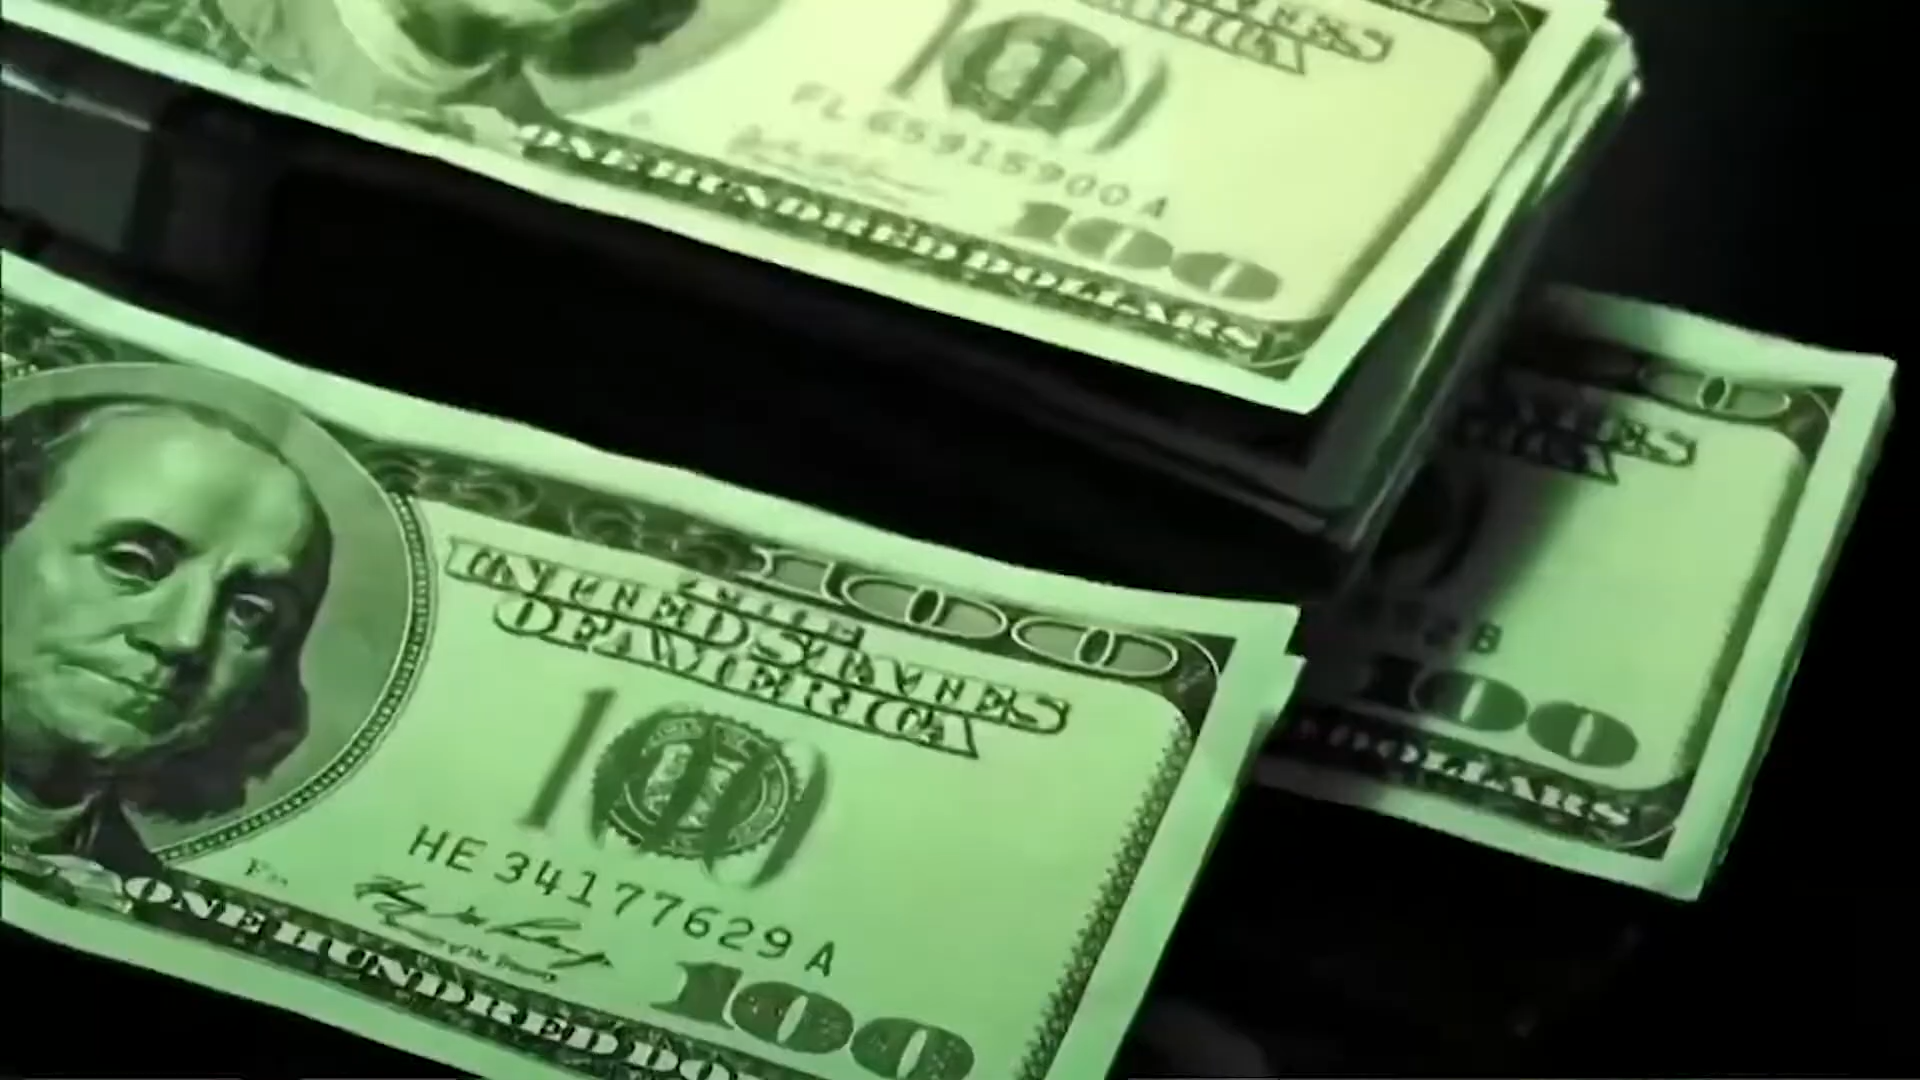 FL 65915900 A
100
ONE HUNDRED DOLLARS
100
THE
UNITED STATES
OF AMERICA
100
HE 34177629 A
100
ONE HUNDRED DO
100
DOLLARS